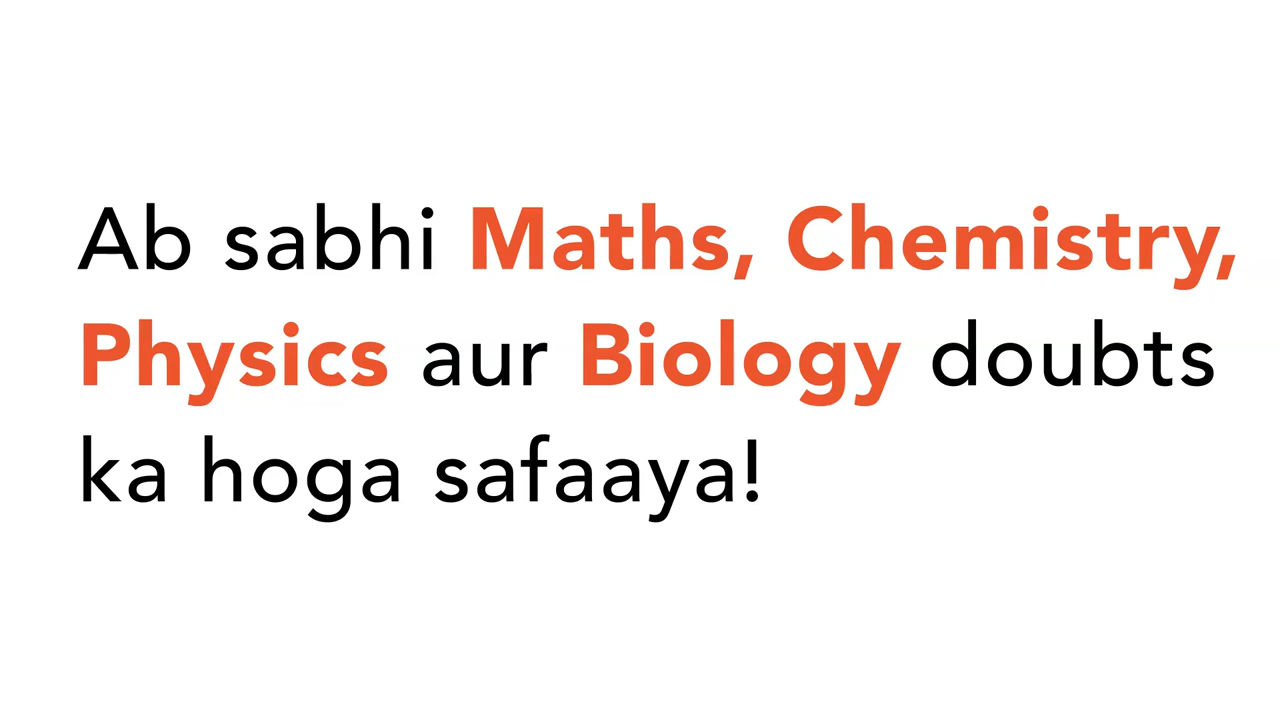 Ab sabhi Maths, Chemistry,
Physics aur Biology doubts
ka hoga safaaya!